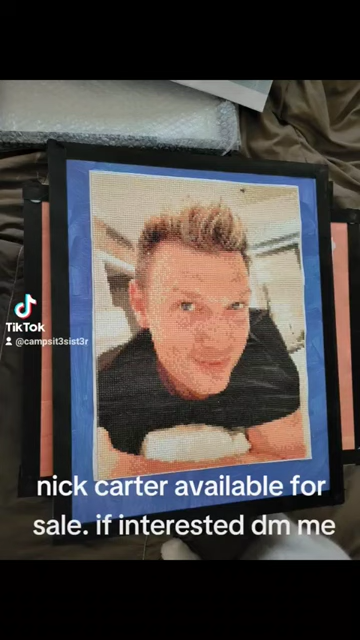 TikTok
@campsit3sist3r
nick carter available for
sale. if interested dm me